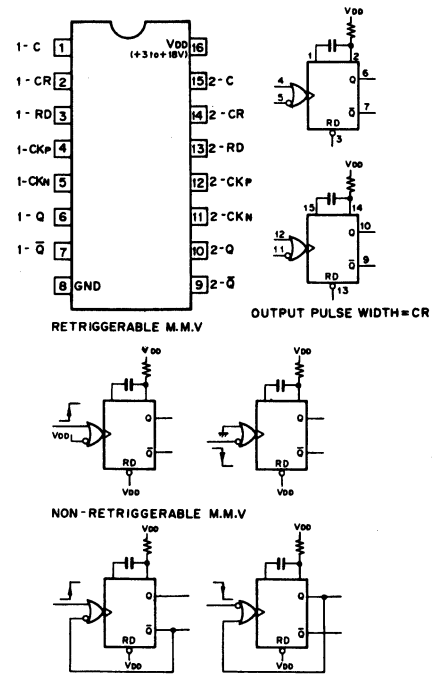 1-C 1
VDD 16
(+3 to +18V)
1-CR 2
15 2-C
1-RD 3
14 2-CR
1-CKP 4
13 2-RD
1-CKN 5
12 2-CKP
1-Q 6
11 2-CKN
1-Q̅ 7
10 2-Q
8 GND
9 2-Q̅
VDD
1 2
4 Q 6
5
Q̅ 7
RD
3
VDD
15 14
12 Q 10
11
Q̅ 9
RD
13
RETRIGGERABLE M.M.V
OUTPUT PULSE WIDTH=CR
VDD
Q
VDD
Q̅
RD
VDD
VDD
Q
Q̅
RD
VDD
NON-RETRIGGERABLE M.M.V
VDD
Q
Q̅
RD
VDD
VDD
Q
Q̅
RD
VDD